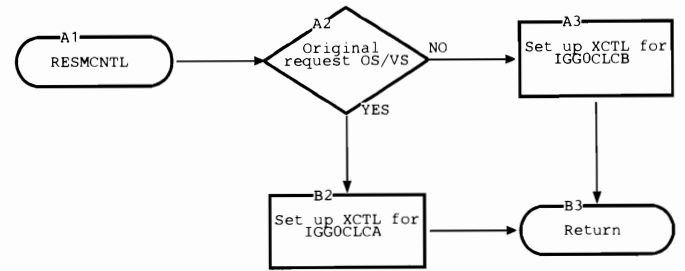 A1
RESMCNTL
A2
Original
request OS/VS
NO
YES
A3
Set up XCTL for
IGG0CLCB
B2
Set up XCTL for
IGG0CLCA
B3
Return